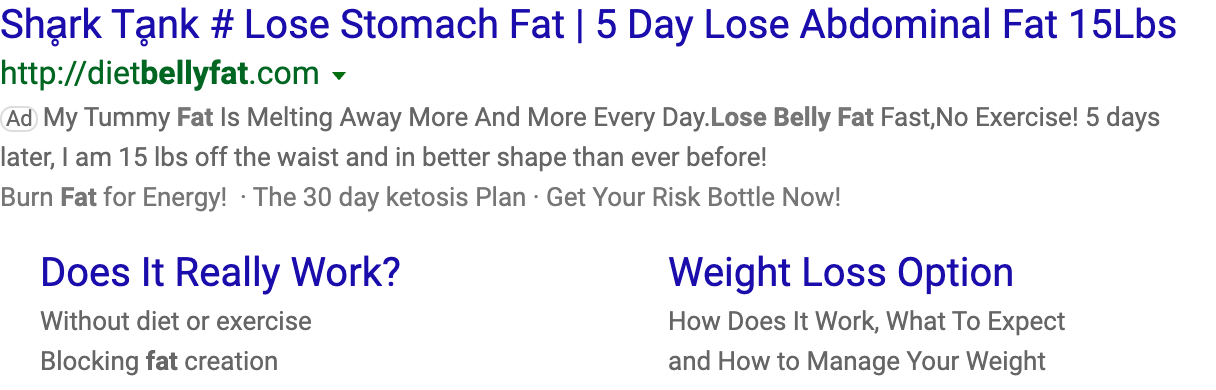 Shḁrk Tḁnk # Lose Stomach Fat | 5 Day Lose Abdominal Fat 15Lbs
http://dietbellyfat.com
Ad My Tummy Fat Is Melting Away More And More Every Day.Lose Belly Fat Fast,No Exercise! 5 days
later, I am 15 lbs off the waist and in better shape than ever before!
Burn Fat for Energy! · The 30 day ketosis Plan · Get Your Risk Bottle Now!
Does It Really Work?
Without diet or exercise
Blocking fat creation
Weight Loss Option
How Does It Work, What To Expect
and How to Manage Your Weight